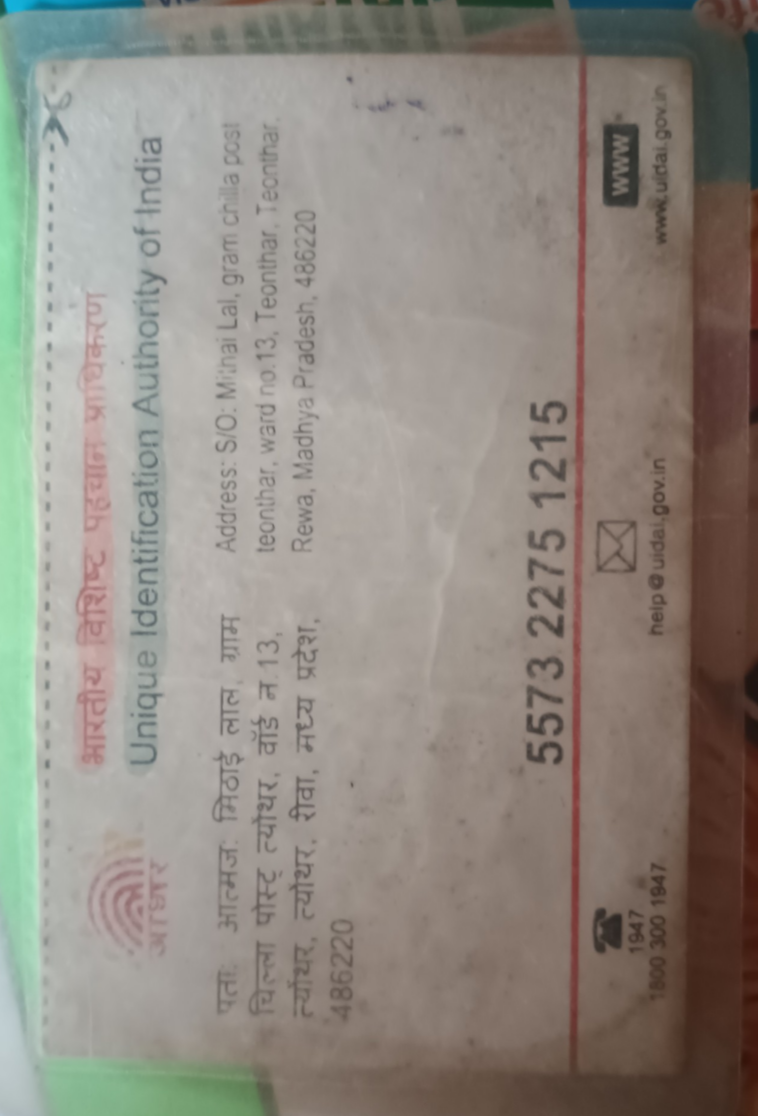 भारतीय विशिष्ट पहचान प्राधिकरण
Unique Identification Authority of India
आधार
पता: आत्मज: मिठाई लाल, ग्राम
चिल्ला पोस्ट त्योंथर, वॉर्ड न.13,
त्योंथर, त्योंथर, रीवा, मध्य प्रदेश,
486220
Address: S/O: Mithai Lal, gram chilla post
teonthar, ward no.13, Teonthar, Teonthar,
Rewa, Madhya Pradesh, 486220
5573 2275 1215
1947
1800 300 1947
help@uidai.gov.in
WWW
www.uidai.gov.in